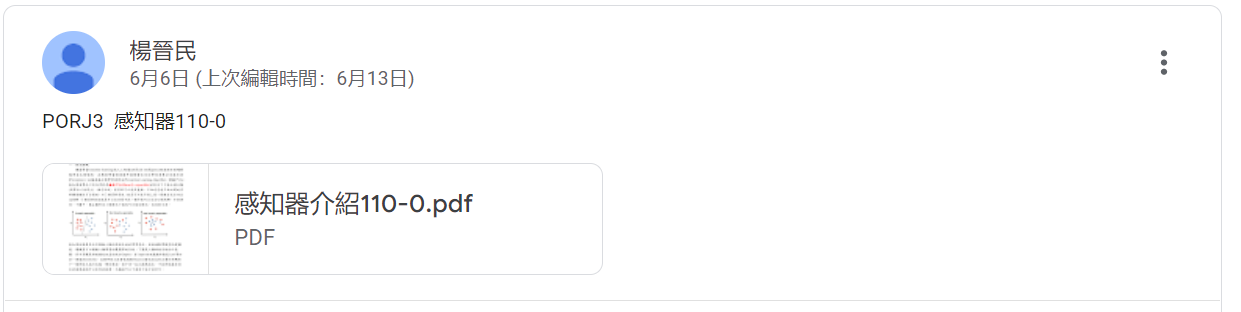 楊晉民
6月6日 (上次編輯時間：6月13日)
PORJ3 感知器110-0
感知器介紹110-0.pdf
PDF